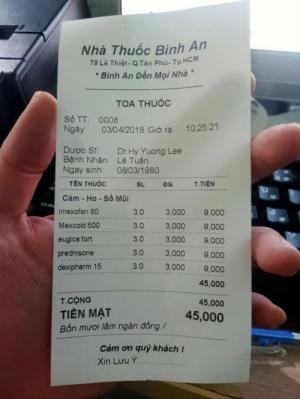 Nhà Thuốc Bình An
79 Lê Thiệt- Q.Tân Phú- Tp.HCM
" Bình An Đến Mọi Nhà "
TOA THUỐC
Số TT: 0008
Ngày: 03/04/2018 Giờ ra: 10:25:21
Dược Sĩ: Dr.Hy Yuong Lee
Bệnh Nhân Lê Tuấn
Ngay sinh: 08/03/1980
TÊN THUỐC SL ĐG T.TIỀN
Cảm - Ho - Sổ Mũi
imexofen 60 3.0 3,000 9,000
Mexcold 500 3.0 3,000 9,000
eugica fort 3.0 3,000 9,000
prednisone 3.0 3,000 9,000
dexipharm 15 3.0 3,000 9,000
45,000
T.CỘNG 45,000
TIỀN MẶT 45,000
Bốn mươi lăm ngàn đồng /.
Cảm ơn quý khách !
Xin Lưu Ý: